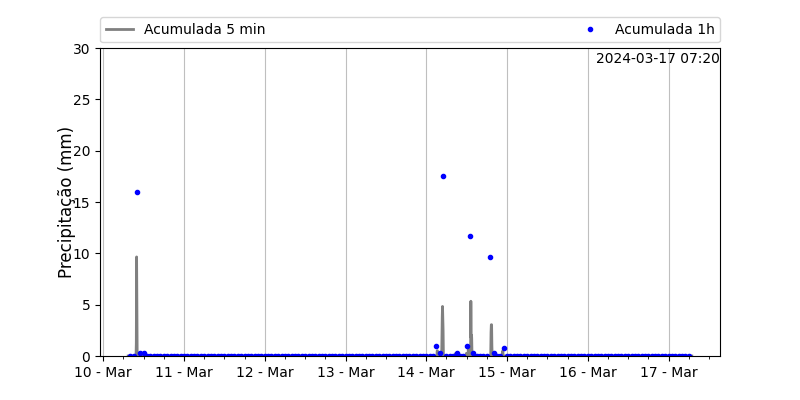 Acumulada 5 min
Acumulada 1h
2024-03-17 07:20
Precipitação (mm)
30
25
20
15
10
5
0
10 - Mar
11 - Mar
12 - Mar
13 - Mar
14 - Mar
15 - Mar
16 - Mar
17 - Mar